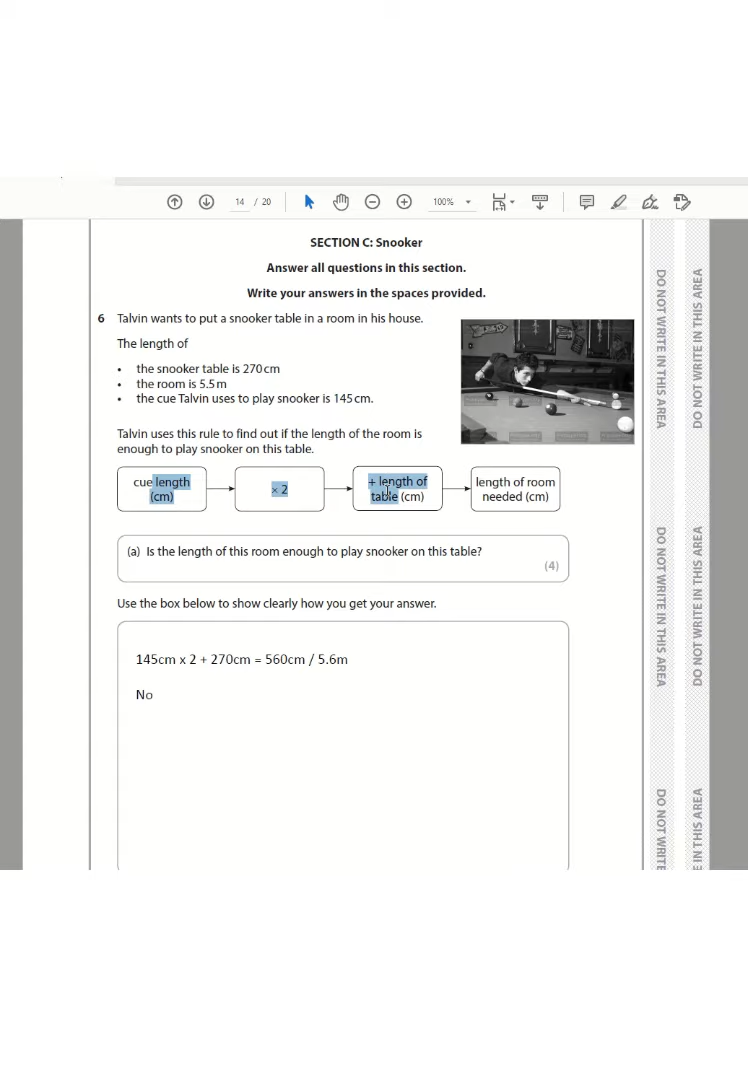 14 / 20
100%
SECTION C: Snooker
Answer all questions in this section.
Write your answers in the spaces provided.
6 Talvin wants to put a snooker table in a room in his house.
The length of
• the snooker table is 270 cm
• the room is 5.5 m
• the cue Talvin uses to play snooker is 145 cm.
Talvin uses this rule to find out if the length of the room is
enough to play snooker on this table.
cue length
(cm)
× 2
+ length of
table (cm)
length of room
needed (cm)
(a) Is the length of this room enough to play snooker on this table?
(4)
Use the box below to show clearly how you get your answer.
145cm x 2 + 270cm = 560cm / 5.6m
No
DO NOT WRITE IN THIS AREA
DO NOT WRITE IN THIS AREA
DO NOT WRITE
DO NOT WRITE IN THIS AREA
DO NOT WRITE IN THIS AREA
E IN THIS AREA